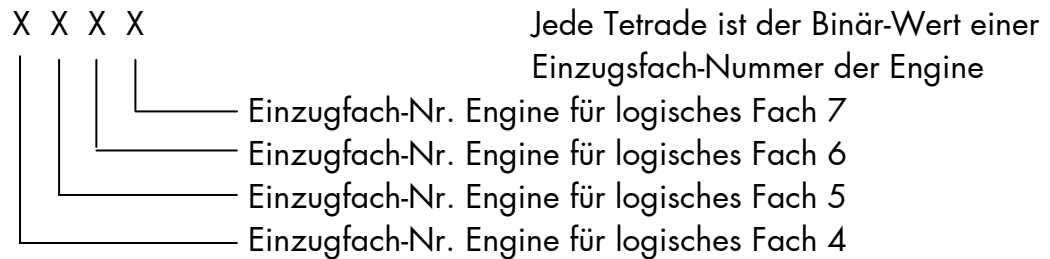 X X X X Jede Tetrade ist der Binär-Wert einer
Einzugsfach-Nummer der Engine
Einzugfach-Nr. Engine für logisches Fach 7
Einzugfach-Nr. Engine für logisches Fach 6
Einzugfach-Nr. Engine für logisches Fach 5
Einzugfach-Nr. Engine für logisches Fach 4